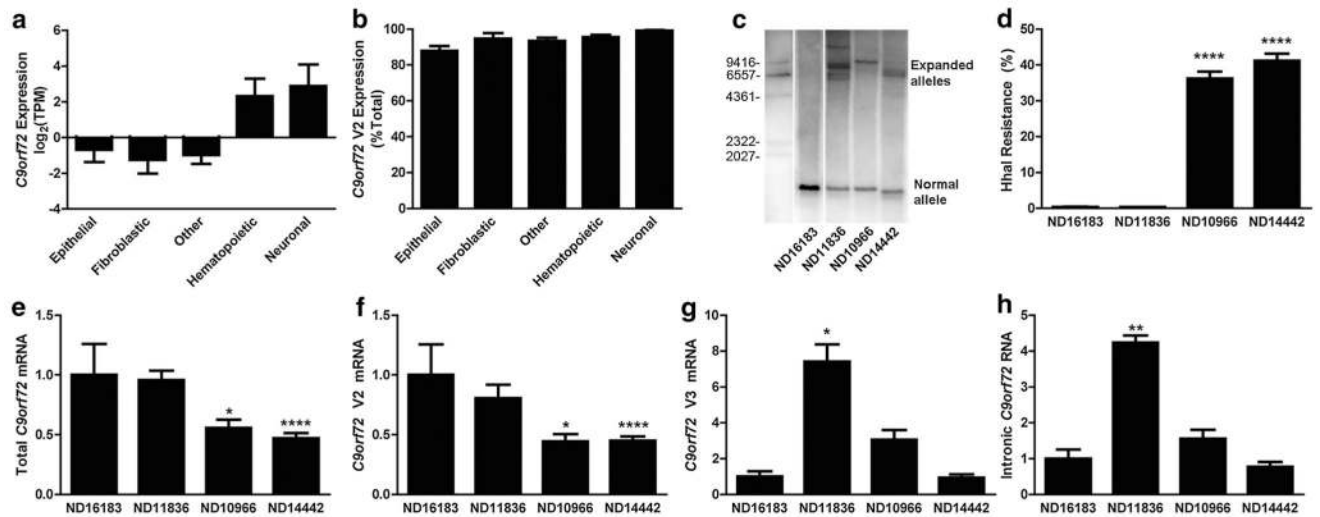 a
C9orf72 Expression
log2(TPM)
6
4
2
0
-2
-4
Epithelial
Fibroblastic
Other
Hematopoietic
Neuronal
b
C9orf72 V2 Expression
(%Total)
100
80
60
40
20
0
Epithelial
Fibroblastic
Other
Hematopoietic
Neuronal
c
9416-
6557-
4361-
2322-
2027-
Expanded
alleles
Normal
allele
ND16183
ND11836
ND10966
ND14442
d
HhaI Resistance (%)
50
40
30
20
10
0
****
****
ND16183 ND11836 ND10966 ND14442
e
Total C9orf72 mRNA
1.5
1.0
0.5
0.0
*
****
ND16183 ND11836 ND10966 ND14442
f
C9orf72 V2 mRNA
1.5
1.0
0.5
0.0
*
****
ND16183 ND11836 ND10966 ND14442
g
C9orf72 V3 mRNA
10
8
6
4
2
0
*
ND16183 ND11836 ND10966 ND14442
h
Intronic C9orf72 RNA
5
4
3
2
1
0
**
ND16183 ND11836 ND10966 ND14442